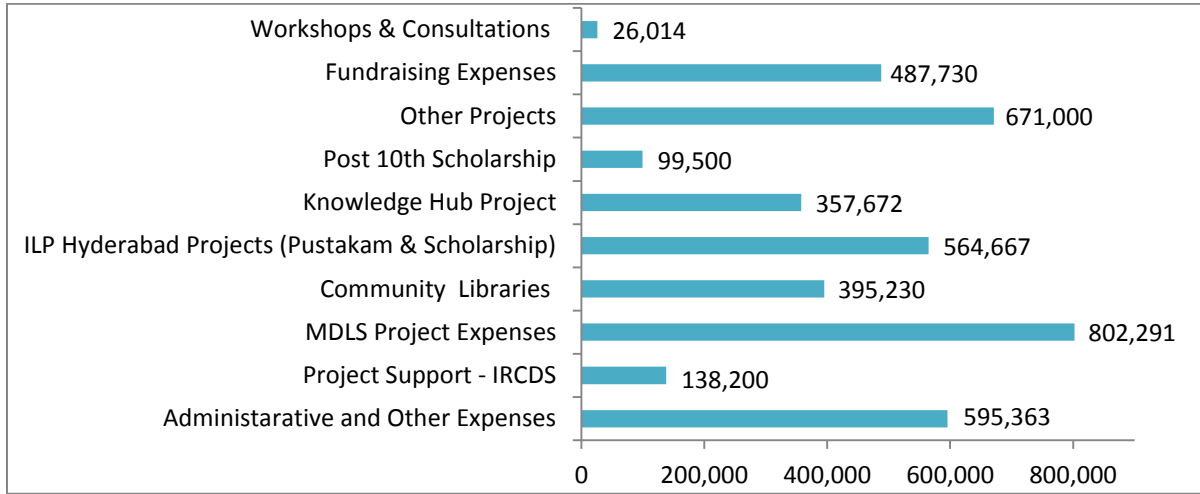 Workshops & Consultations 26,014
Fundraising Expenses 487,730
Other Projects 671,000
Post 10th Scholarship 99,500
Knowledge Hub Project 357,672
ILP Hyderabad Projects (Pustakam & Scholarship) 564,667
Community Libraries 395,230
MDLS Project Expenses 802,291
Project Support - IRCDS 138,200
Administarative and Other Expenses 595,363
0 200,000 400,000 600,000 800,000